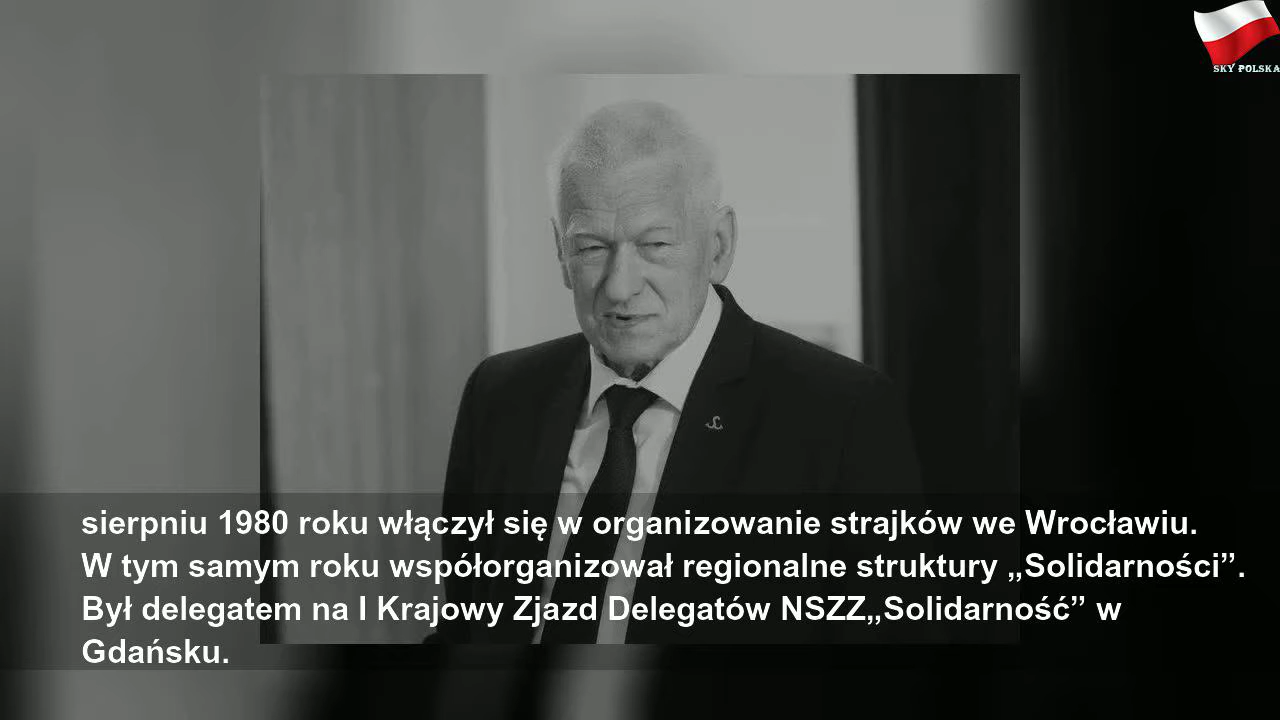 SKY POLSKA
sierpniu 1980 roku włączył się w organizowanie strajków we Wrocławiu.
W tym samym roku współorganizował regionalne struktury „Solidarności”.
Był delegatem na I Krajowy Zjazd Delegatów NSZZ„Solidarność” w
Gdańsku.